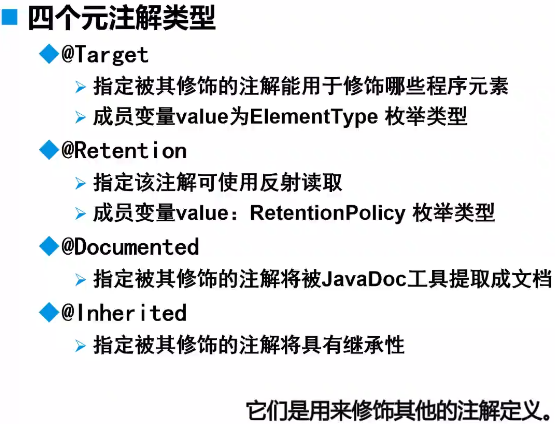 四个元注解类型
@Target
指定被其修饰的注解能用于修饰哪些程序元素
成员变量value为ElementType 枚举类型
@Retention
指定该注解可使用反射读取
成员变量value：RetentionPolicy 枚举类型
@Documented
指定被其修饰的注解将被JavaDoc工具提取成文档
@Inherited
指定被其修饰的注解将具有继承性
它们是用来修饰其他的注解定义。